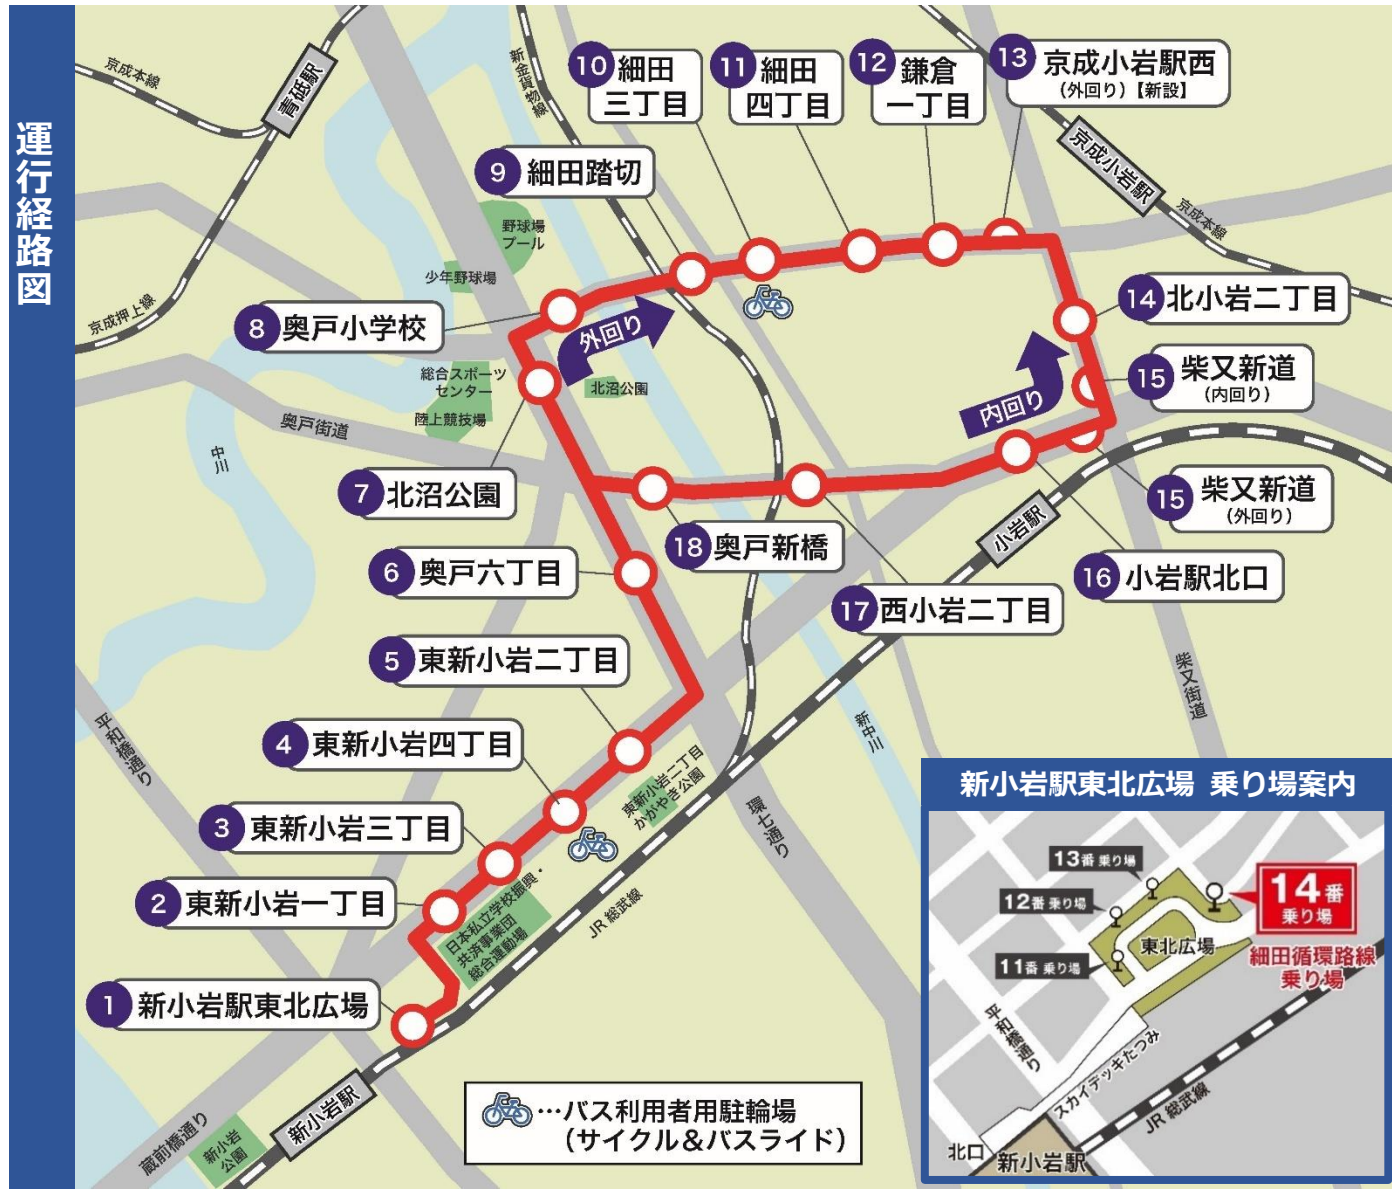 運行経路図
京成本線
青砥駅
新金貨物線
10 細田
三丁目
11 細田
四丁目
12 鎌倉
一丁目
13 京成小岩駅西
(外回り)【新設】
京成小岩駅
京成本線
9 細田踏切
野球場
プール
少年野球場
京成押上線
8 奥戸小学校
外回り
14 北小岩二丁目
総合スポーツ
センター
陸上競技場
北沼公園
内回り
15 柴又新道
(内回り)
奥戸街道
中川
7 北沼公園
15 柴又新道
(外回り)
小岩駅
18 奥戸新橋
6 奥戸六丁目
16 小岩駅北口
17 西小岩二丁目
5 東新小岩二丁目
柴又街道
平和橋通り
4 東新小岩四丁目
新中川
東新小岩二丁目
かがやき公園
環七通り
3 東新小岩三丁目
2 東新小岩一丁目
日本私立学校振興・
共済事業団
総合運動場
JR 総武線
1 新小岩駅東北広場
新小岩駅
蔵前橋通り
新小岩
公園
…バス利用者用駐輪場
(サイクル&バスライド)
新小岩駅東北広場 乗り場案内
13番 乗り場
12番 乗り場
11番 乗り場
14番
乗り場
東北広場
細田循環路線
乗り場
平和橋通り
スカイデッキたつみ
JR 総武線
北口
新小岩駅